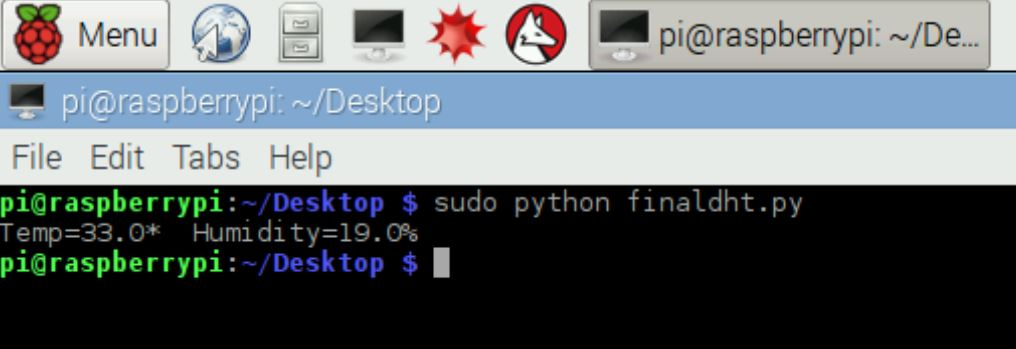 Menu pi@raspberrypi: ~/De...
pi@raspberrypi: ~/Desktop
File Edit Tabs Help
pi@raspberrypi:~/Desktop $ sudo python finaldht.py
Temp=33.0*  Humidity=19.0%
pi@raspberrypi:~/Desktop $